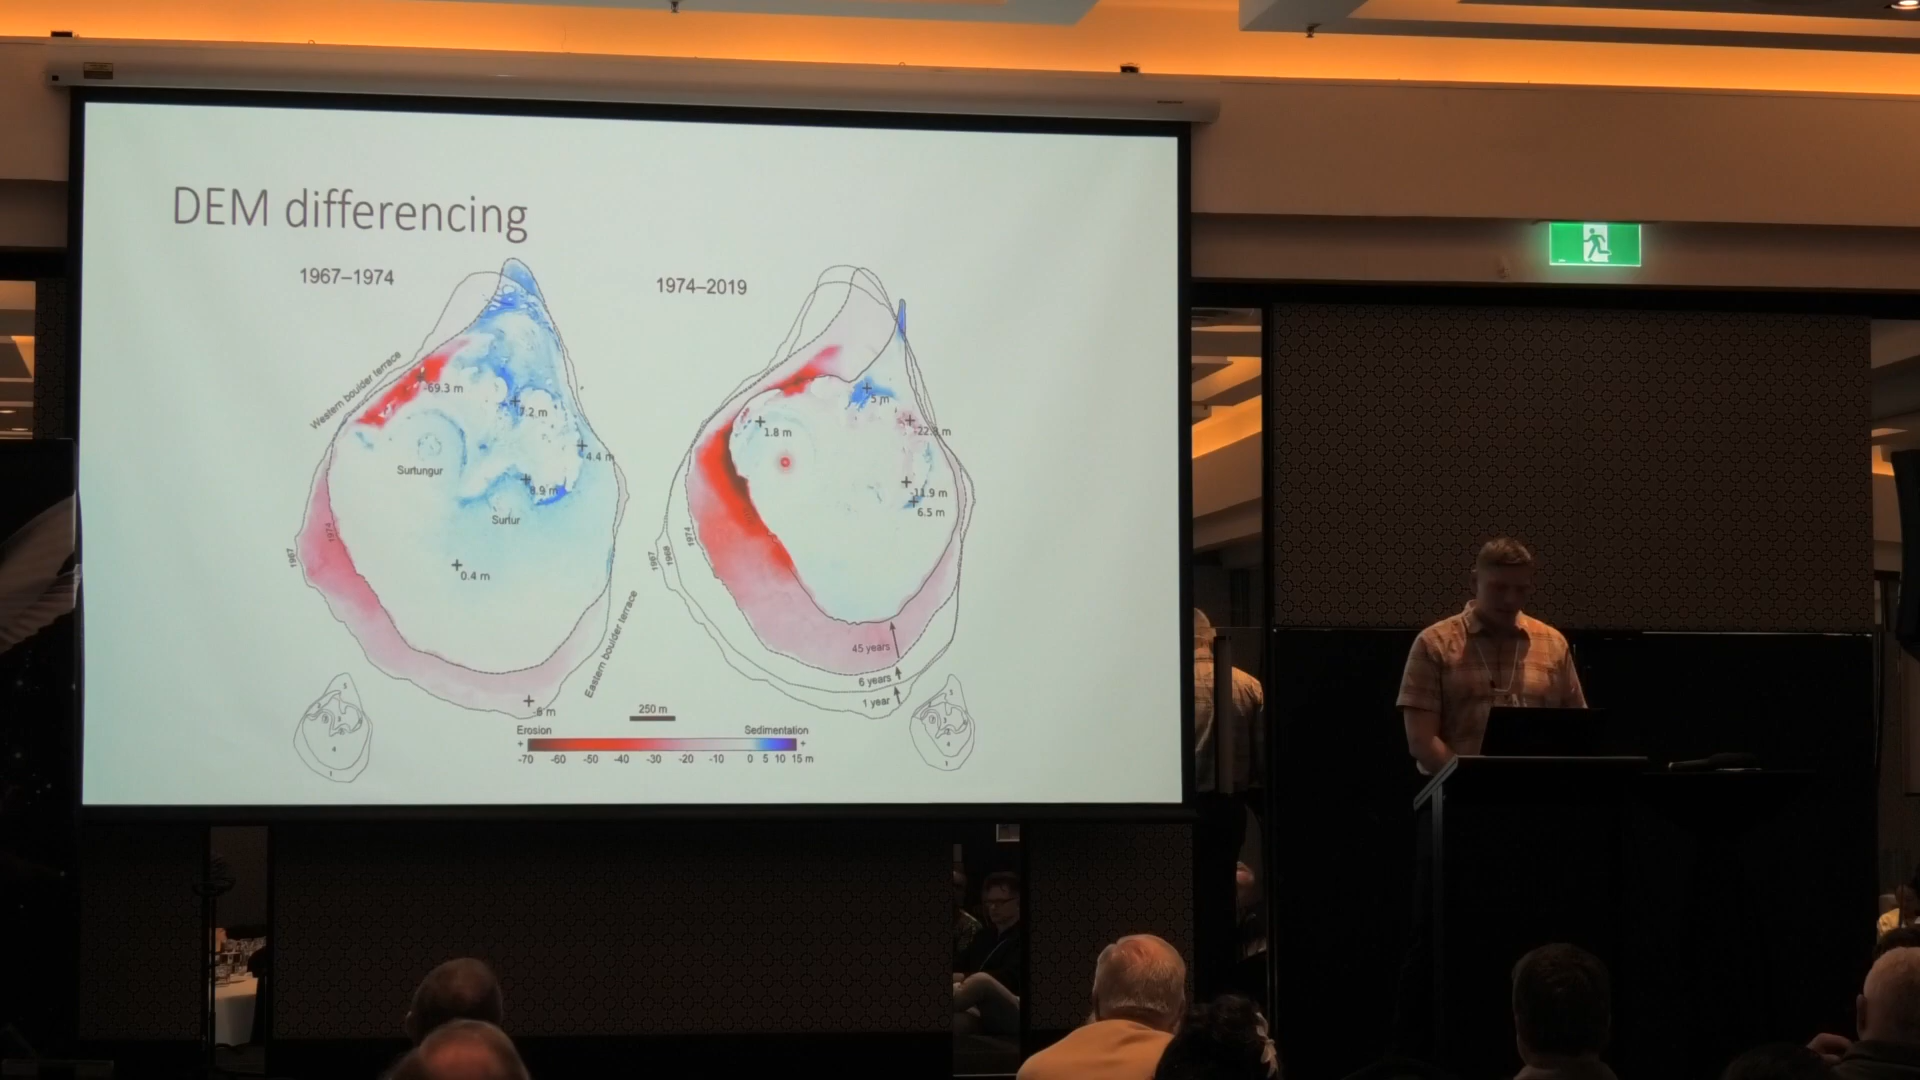 DEM differencing
1967–1974
1974–2019
Western boulder terrace
-69.3 m
7.2 m
4.4 m
8.9 m
Surtungur
Surtur
0.4 m
1967
1974
Eastern boulder terrace
-6 m
5 m
1.8 m
-22.8 m
-11.9 m
6.5 m
1967
1968
1974
45 years
6 years
1 year
250 m
Erosion
Sedimentation
+
+
-70 -60 -50 -40 -30 -20 -10 0 5 10 15 m